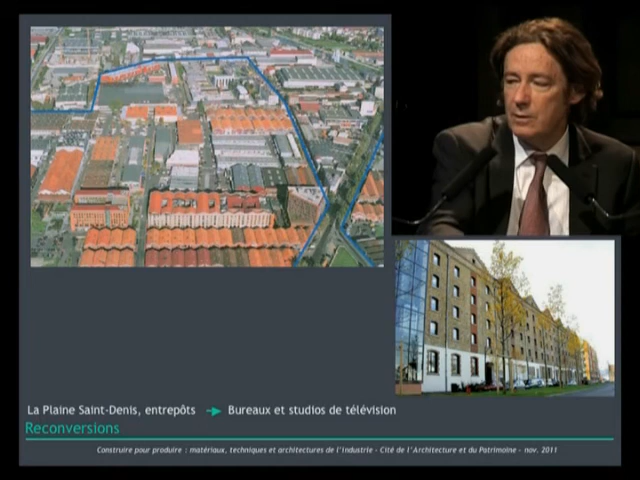 La Plaine Saint-Denis, entrepôts → Bureaux et studios de télévision
Reconversions
Construire pour produire : matériaux, techniques et architectures de l'industrie - Cité de l'Architecture et du Patrimoine - nov. 2011